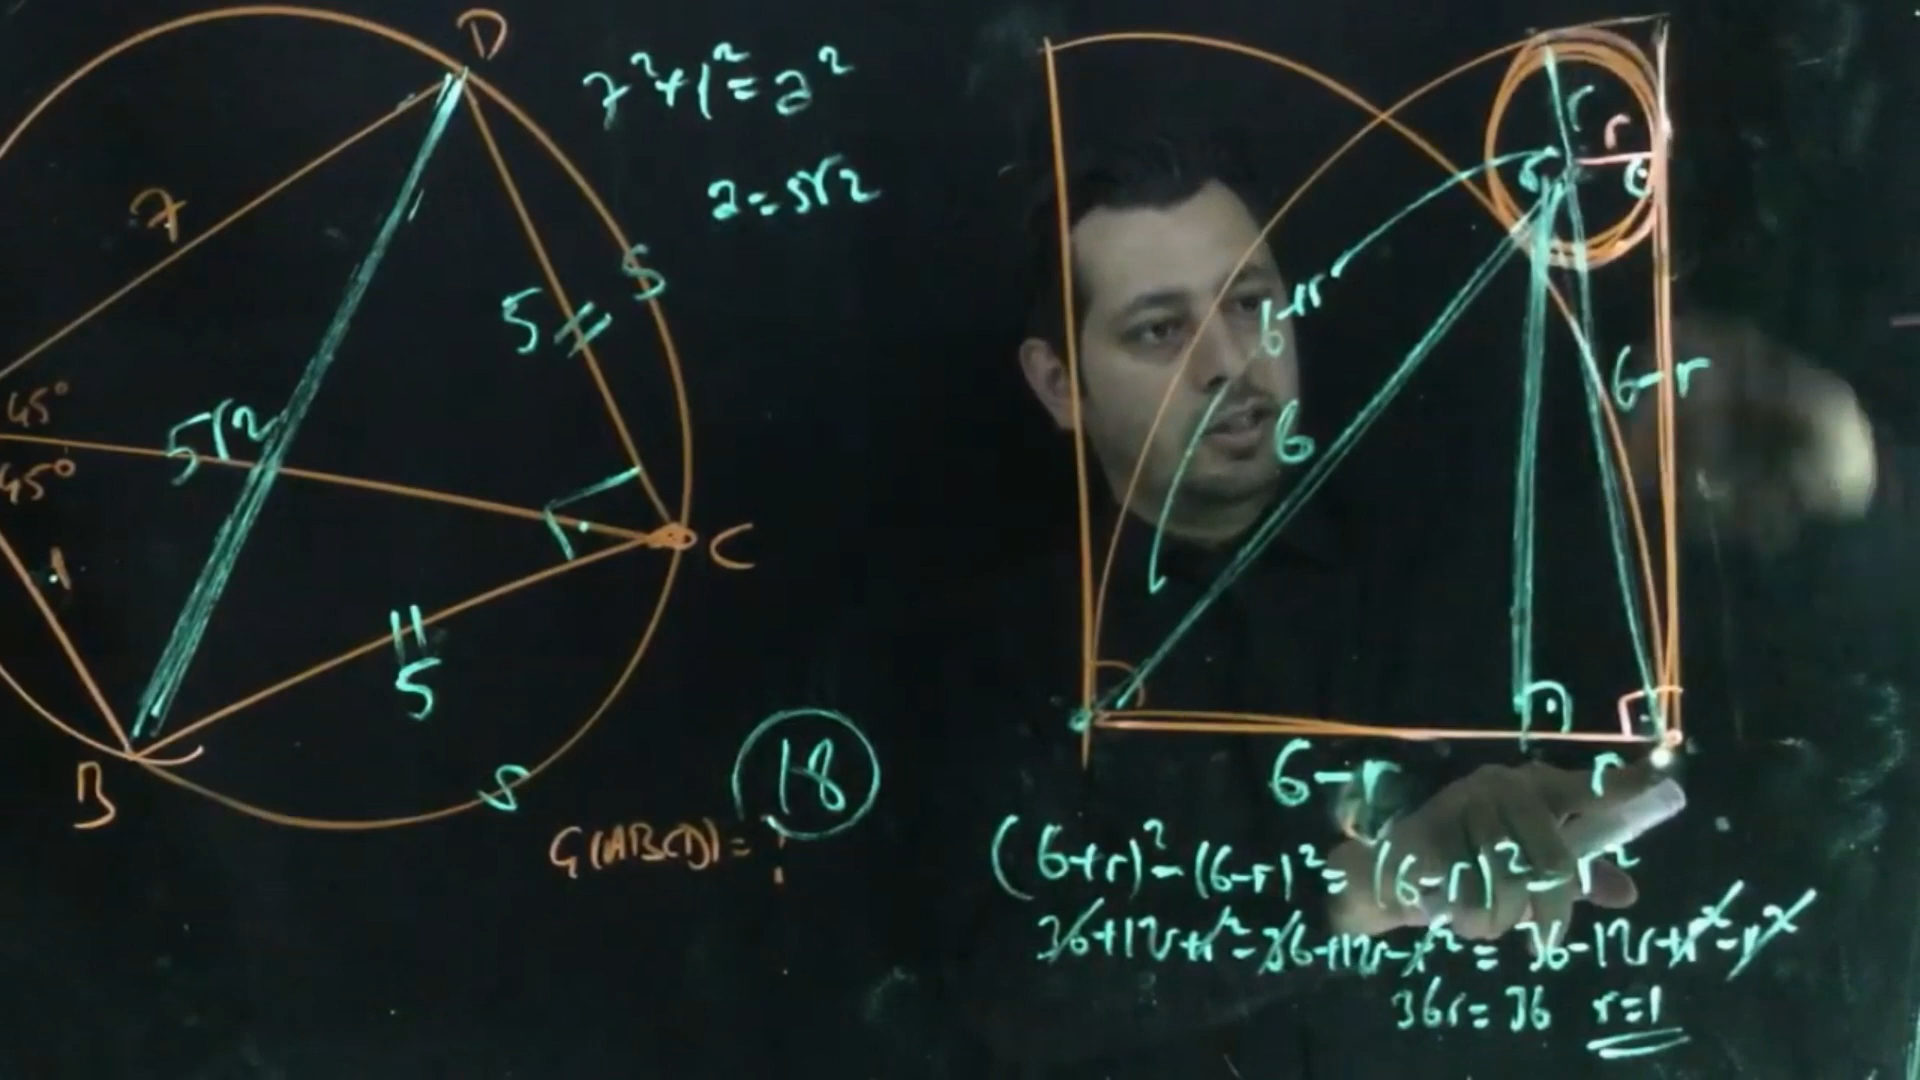 D
7² + 1² = a²
a = 5√2
7
5
S
45°
45°
5√2
C
1
5
B
S
Ç(ABCD) = ?
18
r
r
6+r
6-r
6
6-r
r
(6+r)² - (6-r)² = (6-r)² - r²
36+12r+r² - 36+12r-r² = 36-12r+r²-r²
36r = 36 r = 1